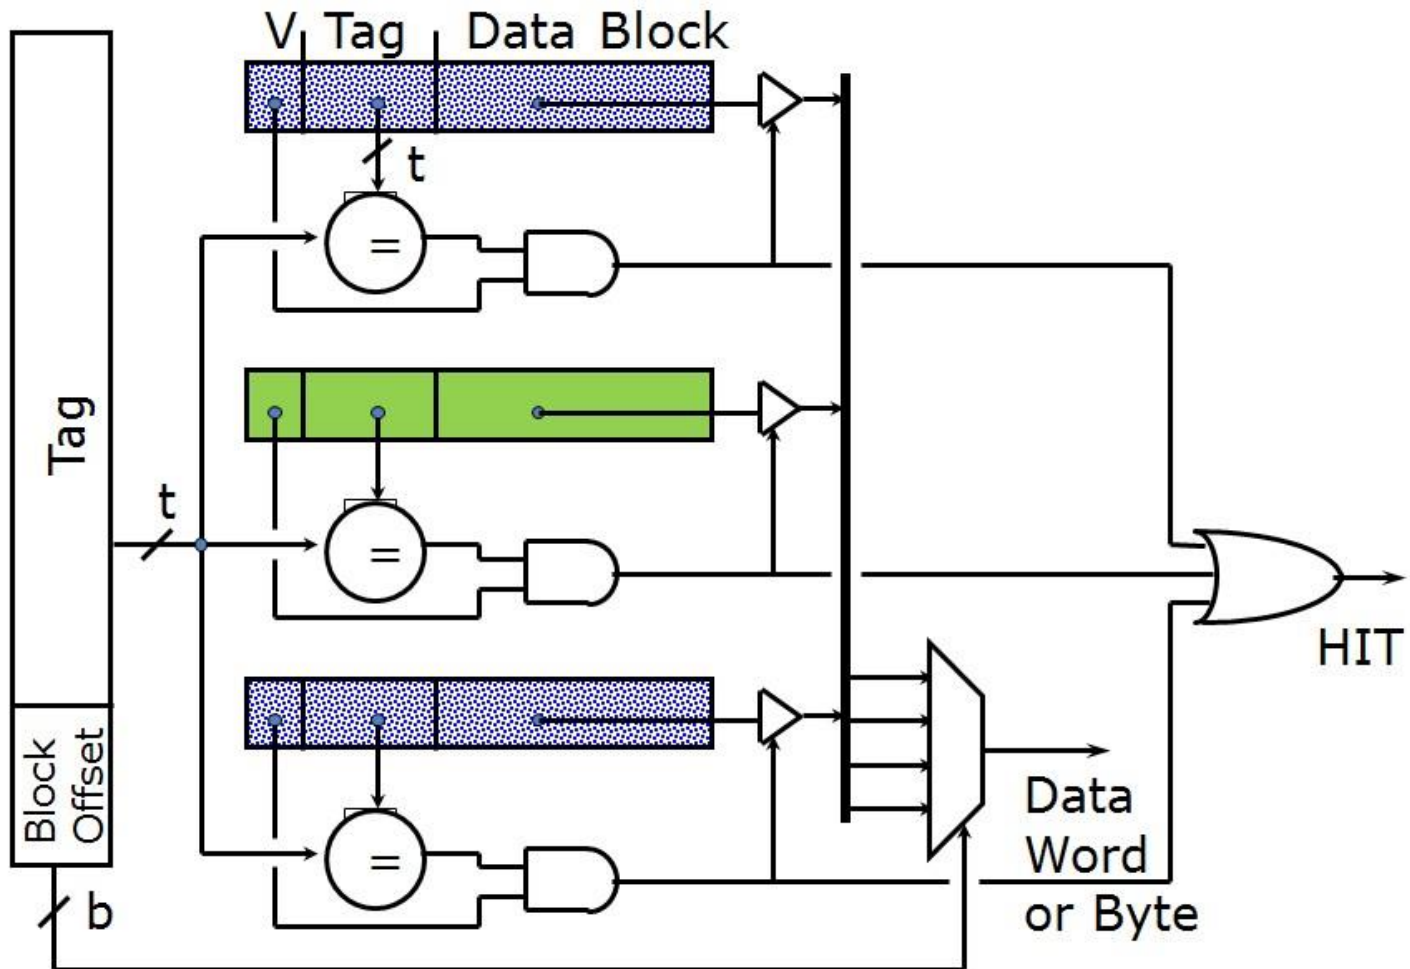 V Tag Data Block
t
=
Tag
t
=
HIT
Block
Offset
=
Data
Word
or Byte
b